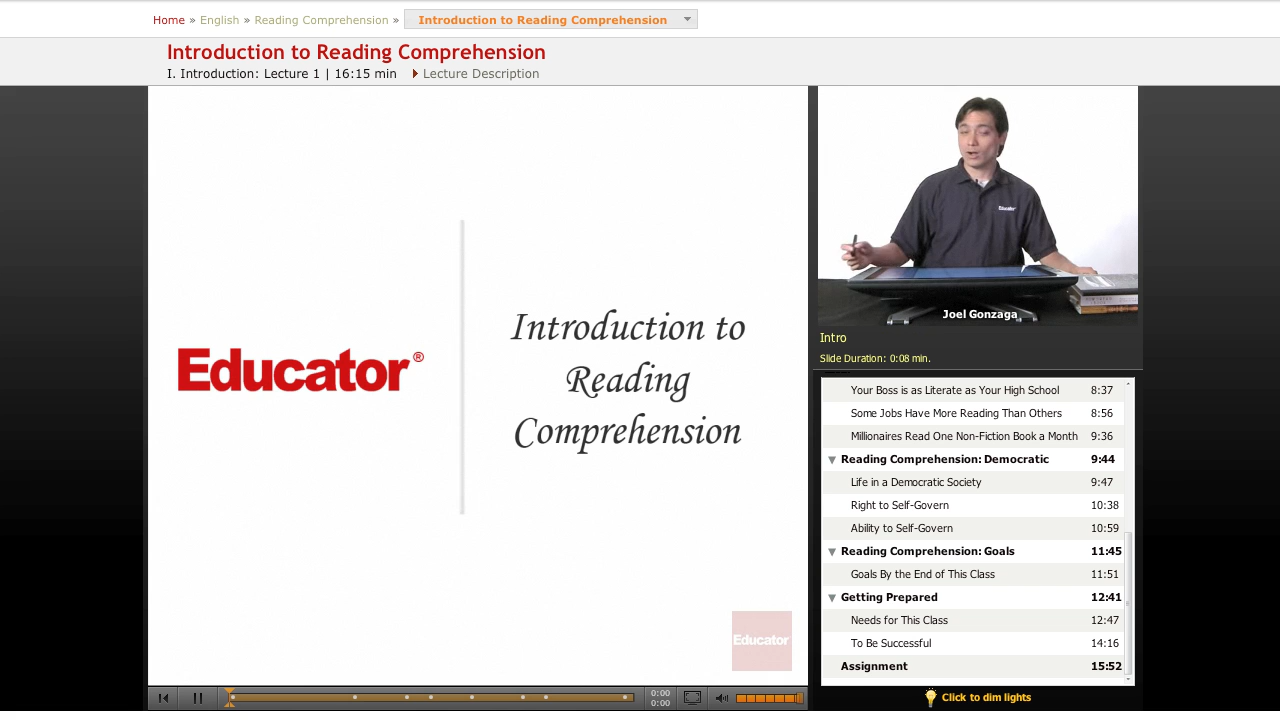 Home » English » Reading Comprehension » Introduction to Reading Comprehension
Introduction to Reading Comprehension
I. Introduction: Lecture 1 | 16:15 min Lecture Description
Educator®
Introduction to
Reading
Comprehension
Educator
Educator
Joel Gonzaga
Intro
Slide Duration: 0:08 min.
Your Boss is as Literate as Your High School 8:37
Some Jobs Have More Reading Than Others 8:56
Millionaires Read One Non-Fiction Book a Month 9:36
Reading Comprehension: Democratic 9:44
Life in a Democratic Society 9:47
Right to Self-Govern 10:38
Ability to Self-Govern 10:59
Reading Comprehension: Goals 11:45
Goals By the End of This Class 11:51
Getting Prepared 12:41
Needs for This Class 12:47
To Be Successful 14:16
Assignment 15:52
0:00
0:00
Click to dim lights